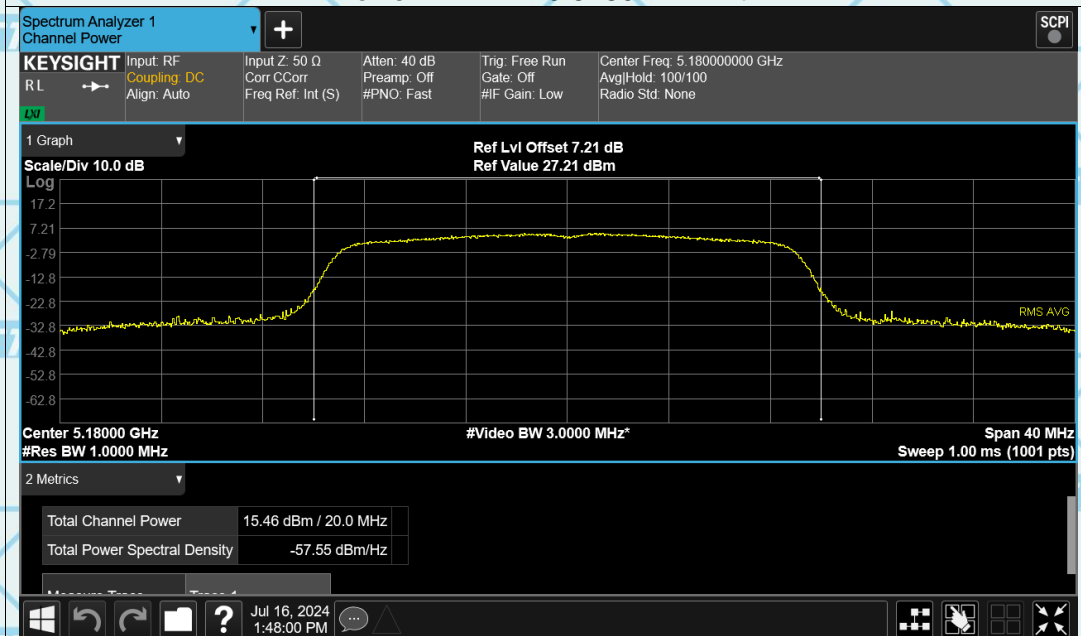 Spectrum Analyzer 1
Channel Power
SCPI
KEYSIGHT
R L
LXI
Input: RF
Coupling: DC
Align: Auto
Input Z: 50 Ω
Corr CCorr
Freq Ref: Int (S)
Atten: 40 dB
Preamp: Off
#PNO: Fast
Trig: Free Run
Gate: Off
#IF Gain: Low
Center Freq: 5.180000000 GHz
Avg|Hold: 100/100
Radio Std: None
1 Graph
Scale/Div 10.0 dB
Ref Lvl Offset 7.21 dB
Ref Value 27.21 dBm
Log
17.2
7.21
-2.79
-12.8
-22.8
-32.8
-42.8
-52.8
-62.8
RMS AVG
Center 5.18000 GHz
#Video BW 3.0000 MHz*
Span 40 MHz
#Res BW 1.0000 MHz
Sweep 1.00 ms (1001 pts)
2 Metrics
Total Channel Power 15.46 dBm / 20.0 MHz
Total Power Spectral Density -57.55 dBm/Hz
?
Jul 16, 2024
1:48:00 PM